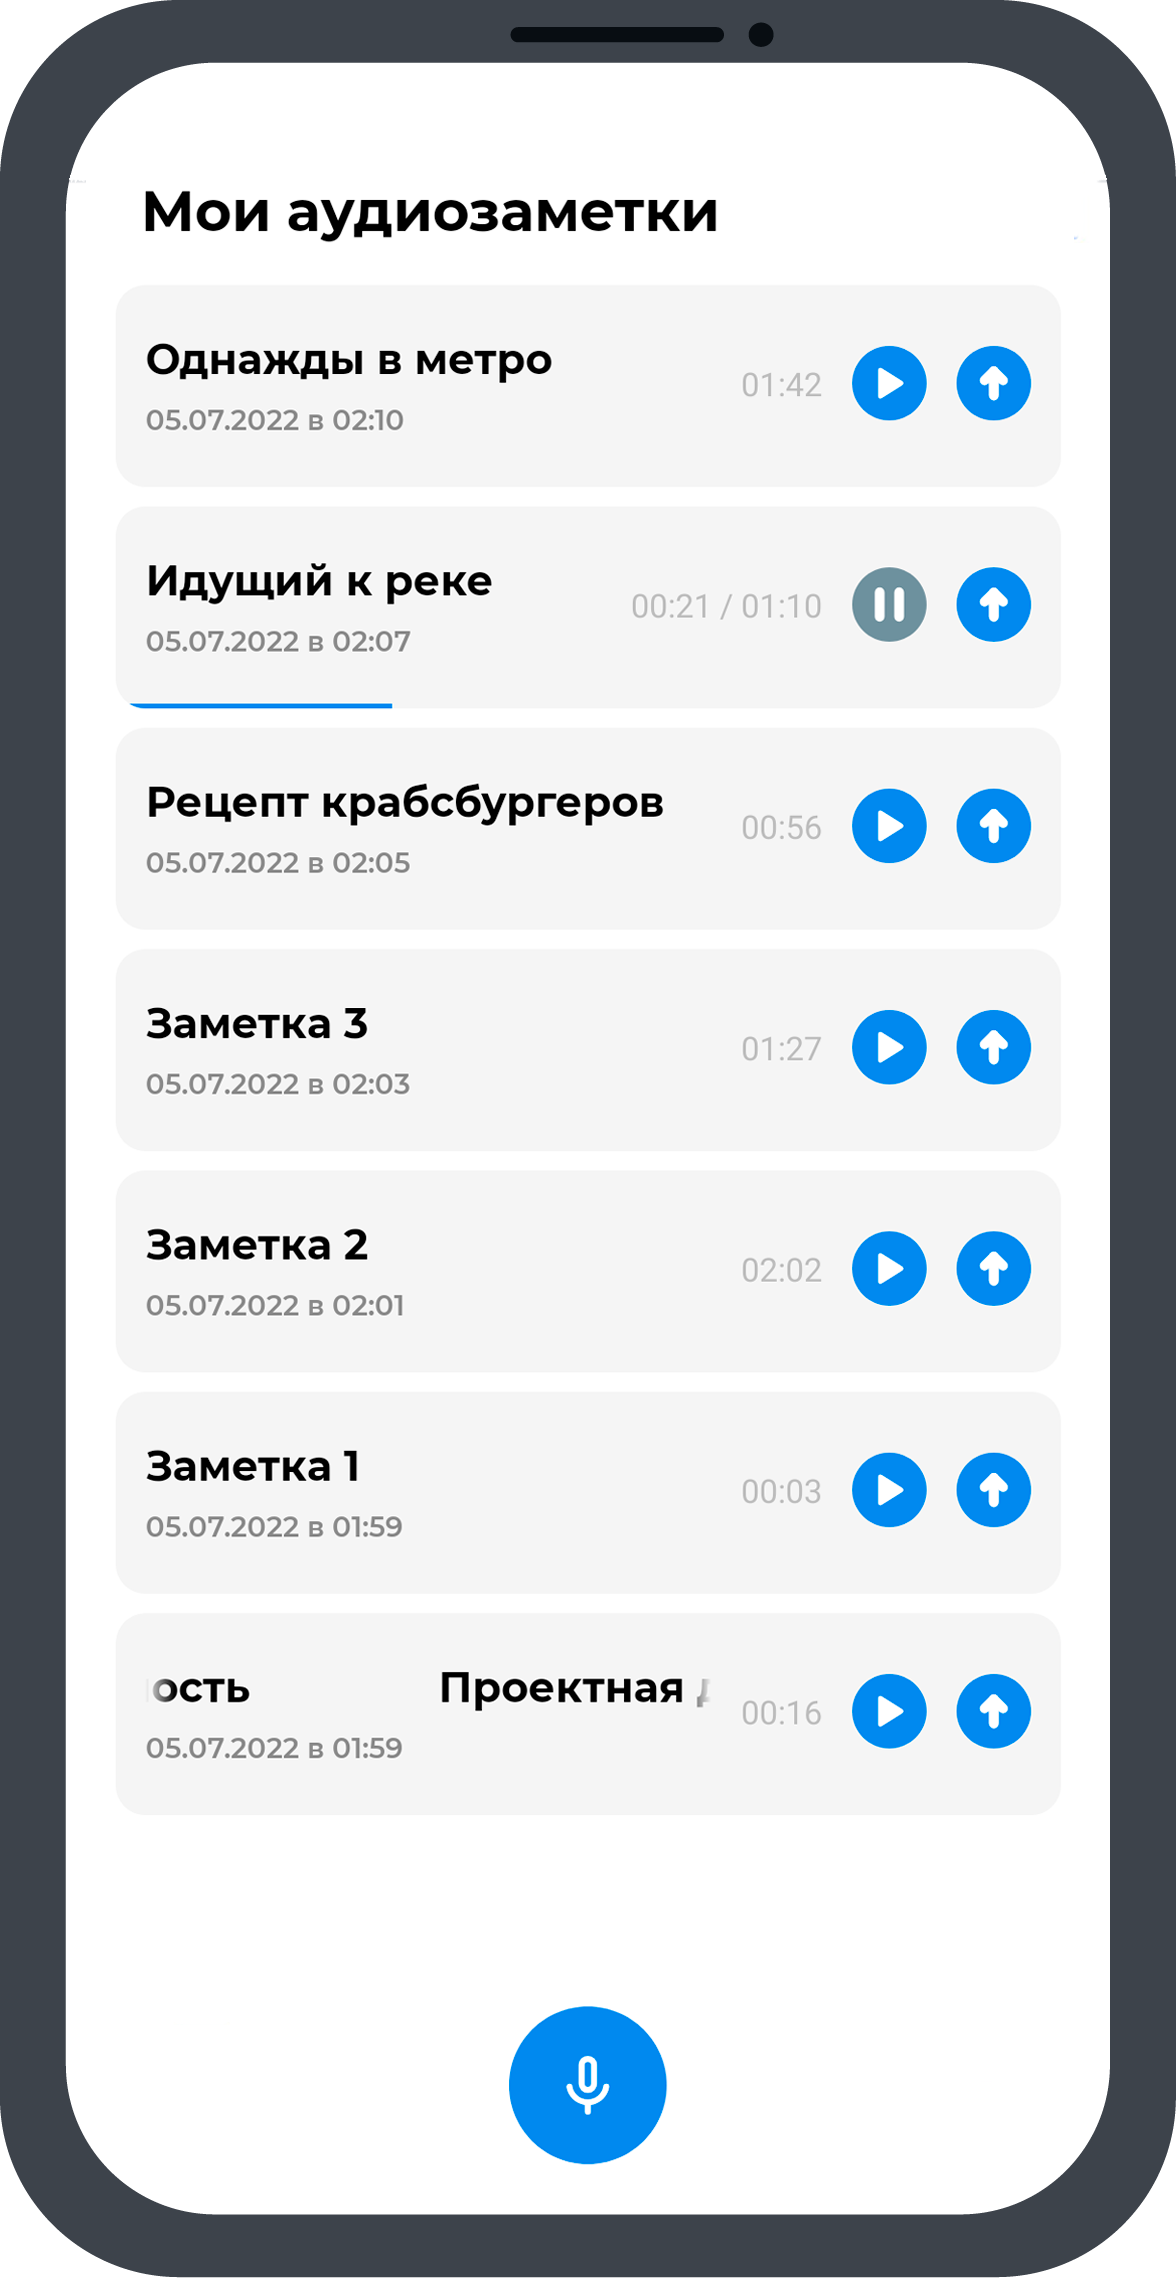 Мои аудиозаметки
Однажды в метро
01:42
05.07.2022 в 02:10
Идущий к реке
00:21 / 01:10
05.07.2022 в 02:07
Рецепт крабсбургеров
00:56
05.07.2022 в 02:05
Заметка 3
01:27
05.07.2022 в 02:03
Заметка 2
02:02
05.07.2022 в 02:01
Заметка 1
00:03
05.07.2022 в 01:59
ость Проектная
00:16
05.07.2022 в 01:59